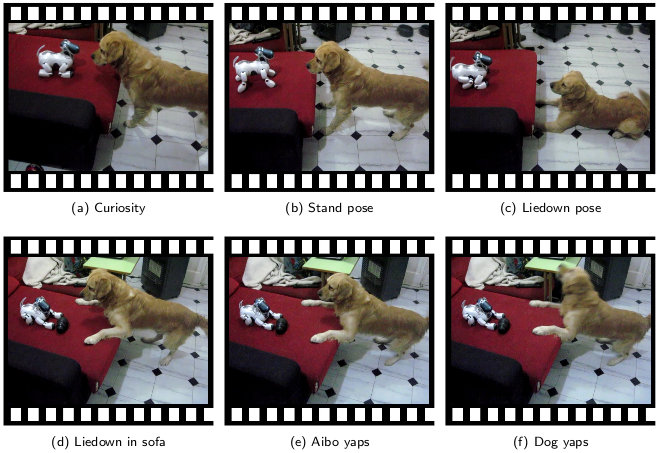 (a) Curiosity
(b) Stand pose
(c) Liedown pose
(d) Liedown in sofa
(e) Aibo yaps
(f) Dog yaps